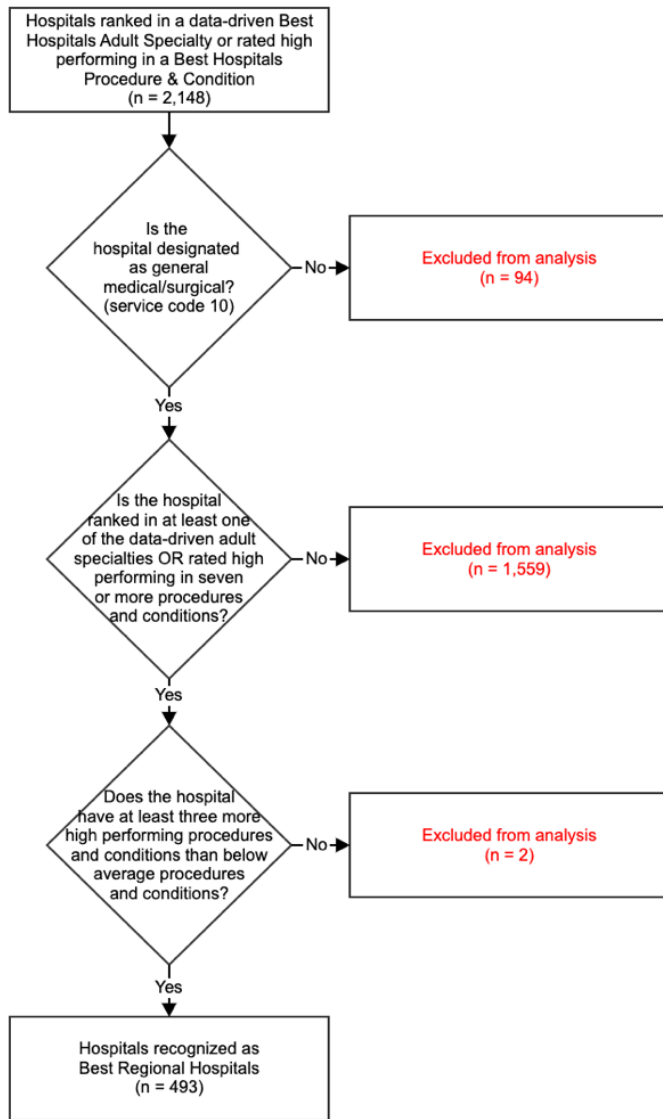 Hospitals ranked in a data-driven Best
Hospitals Adult Specialty or rated high
performing in a Best Hospitals
Procedure & Condition
(n = 2,148)
Is the
hospital designated
as general
medical/surgical?
(service code 10)
No
Excluded from analysis
(n = 94)
Yes
Is the hospital
ranked in at least one
of the data-driven adult
specialties OR rated high
performing in seven
or more procedures
and conditions?
No
Excluded from analysis
(n = 1,559)
Yes
Does the hospital
have at least three more
high performing procedures
and conditions than below
average procedures
and conditions?
No
Excluded from analysis
(n = 2)
Yes
Hospitals recognized as
Best Regional Hospitals
(n = 493)